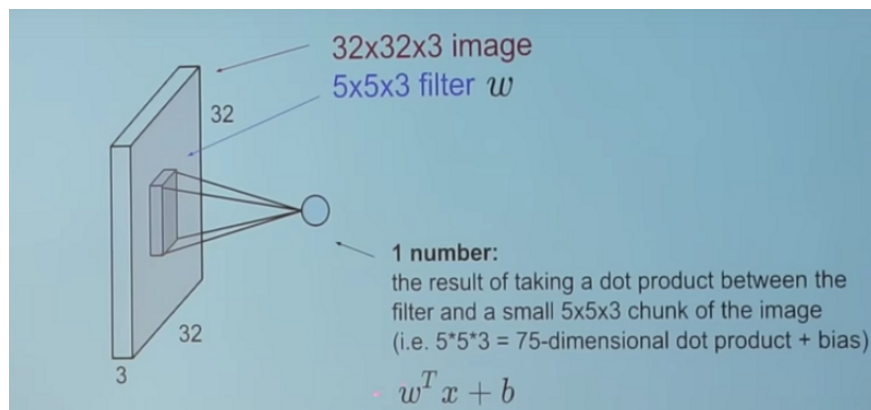 32x32x3 image
5x5x3 filter w
32
1 number:
the result of taking a dot product between the
filter and a small 5x5x3 chunk of the image
(i.e. 5*5*3 = 75-dimensional dot product + bias)
32
3
w^T x + b